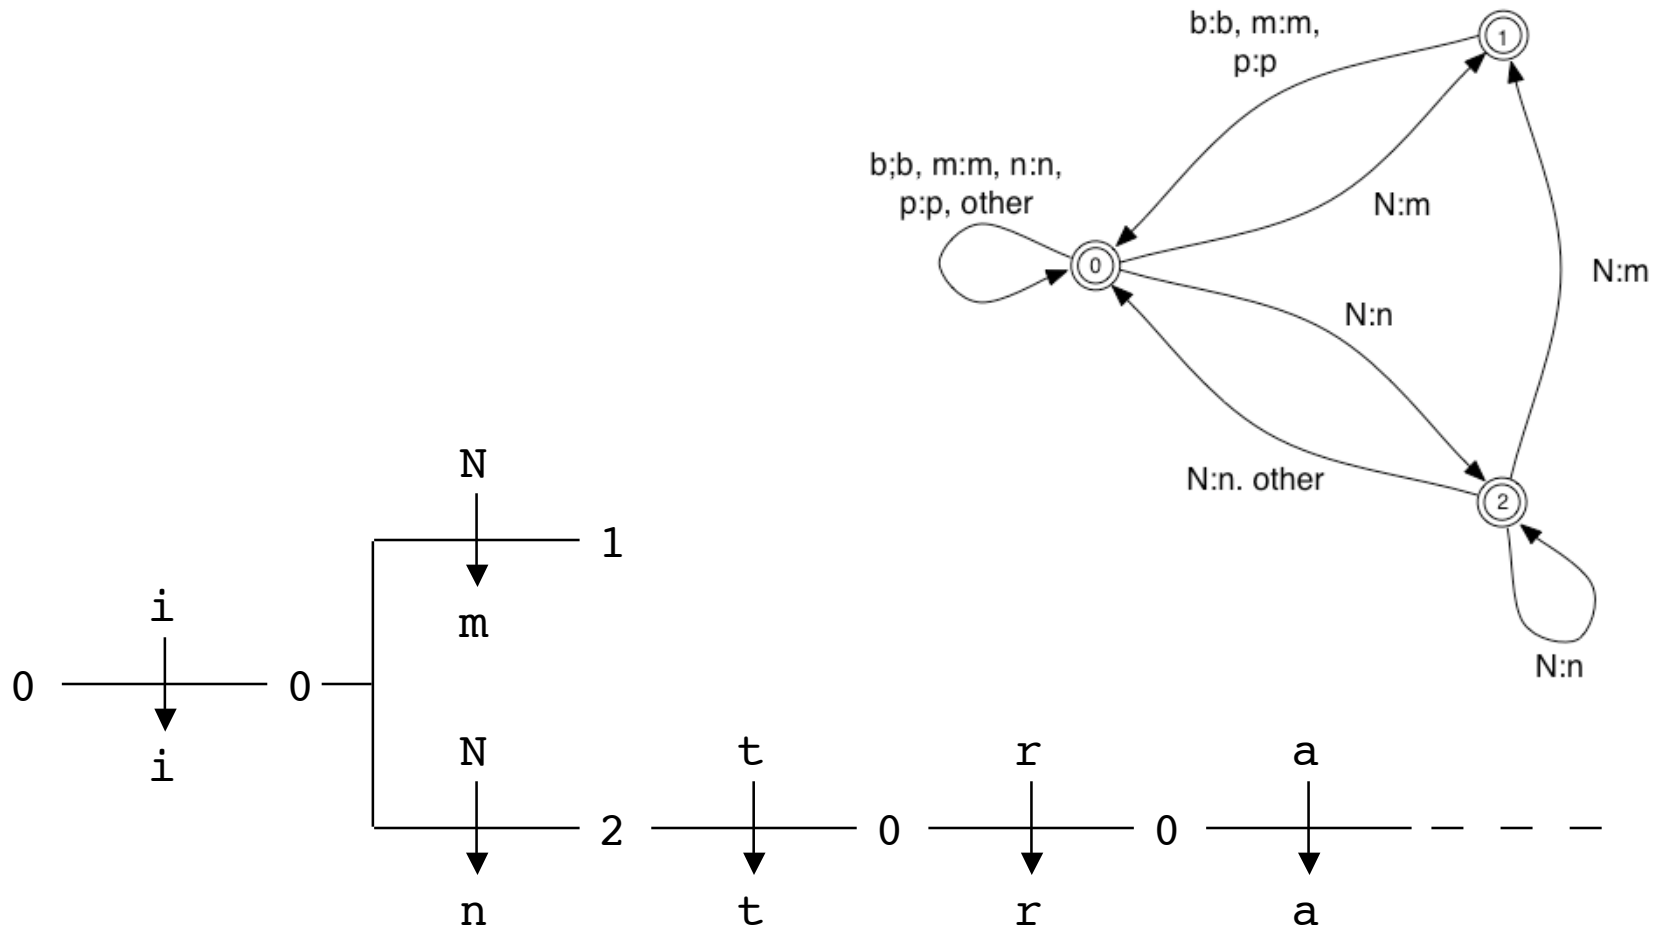 b:b, m:m,
p:p
1
b;b, m:m, n:n,
p:p, other
N:m
0
N:m
N:n
N:n. other
2
N:n
N
1
m
i
0 0
i
N t r a
2 0 0
n t r a